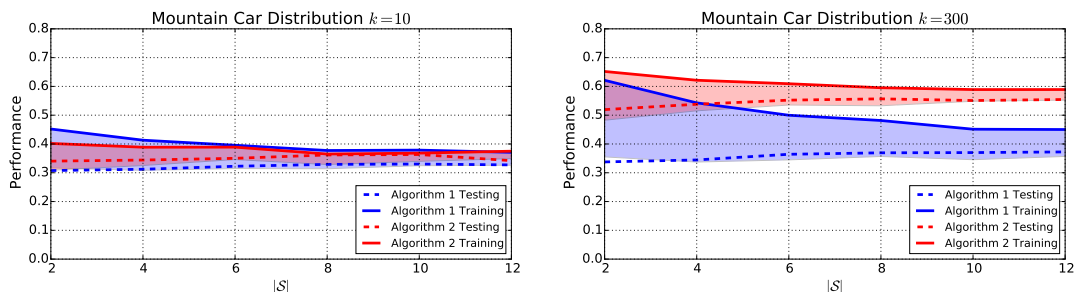 Mountain Car Distribution k=10
Performance
0.8
0.7
0.6
0.5
0.4
0.3
0.2
0.1
0.0
2 4 6 8 10 12
|S|
Algorithm 1 Testing
Algorithm 1 Training
Algorithm 2 Testing
Algorithm 2 Training
Mountain Car Distribution k=300
Performance
0.8
0.7
0.6
0.5
0.4
0.3
0.2
0.1
0.0
2 4 6 8 10 12
|S|
Algorithm 1 Testing
Algorithm 1 Training
Algorithm 2 Testing
Algorithm 2 Training